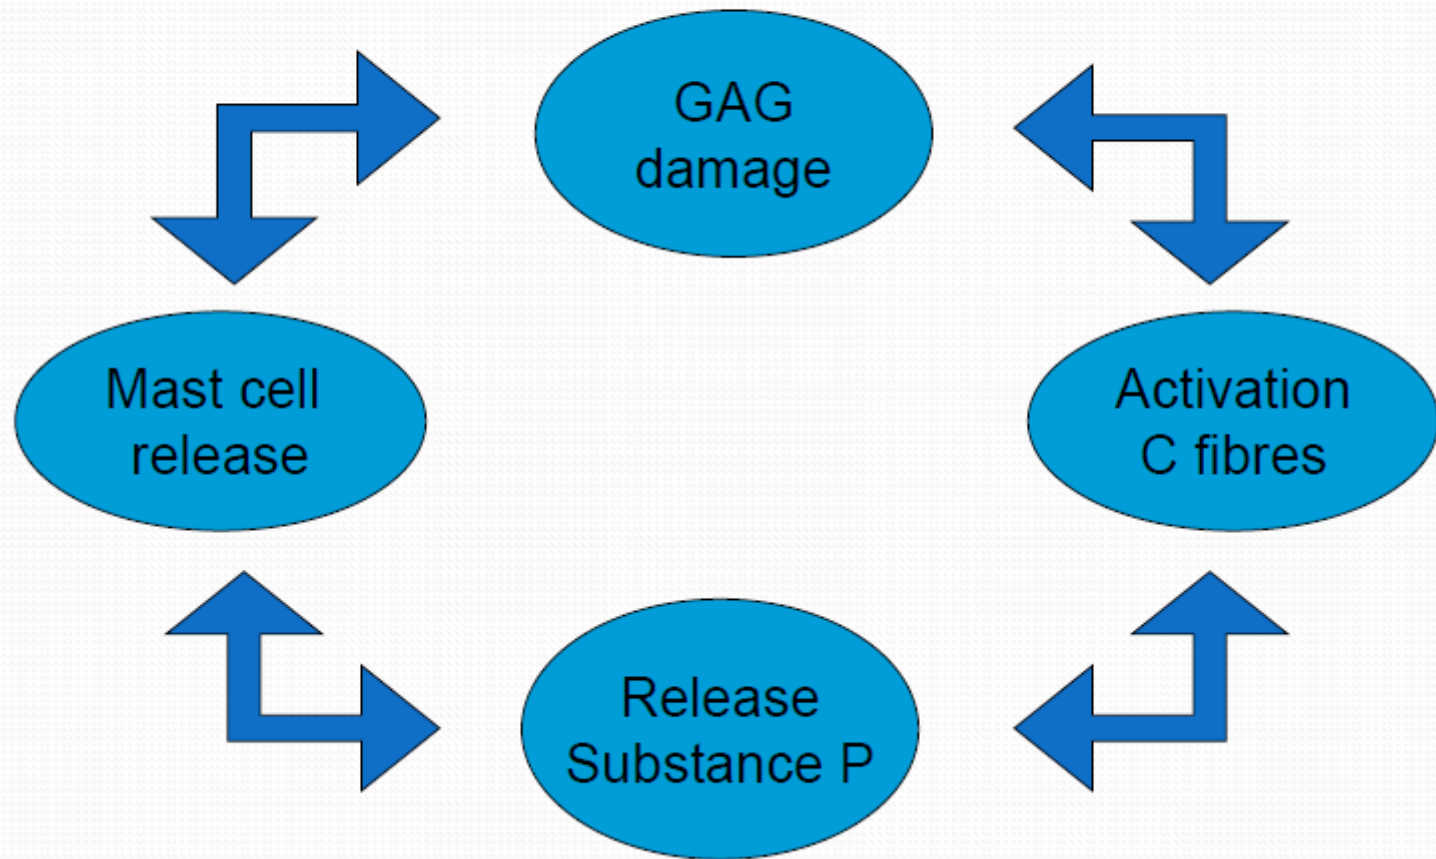 GAG
damage
Mast cell
release
Activation
C fibres
Release
Substance P